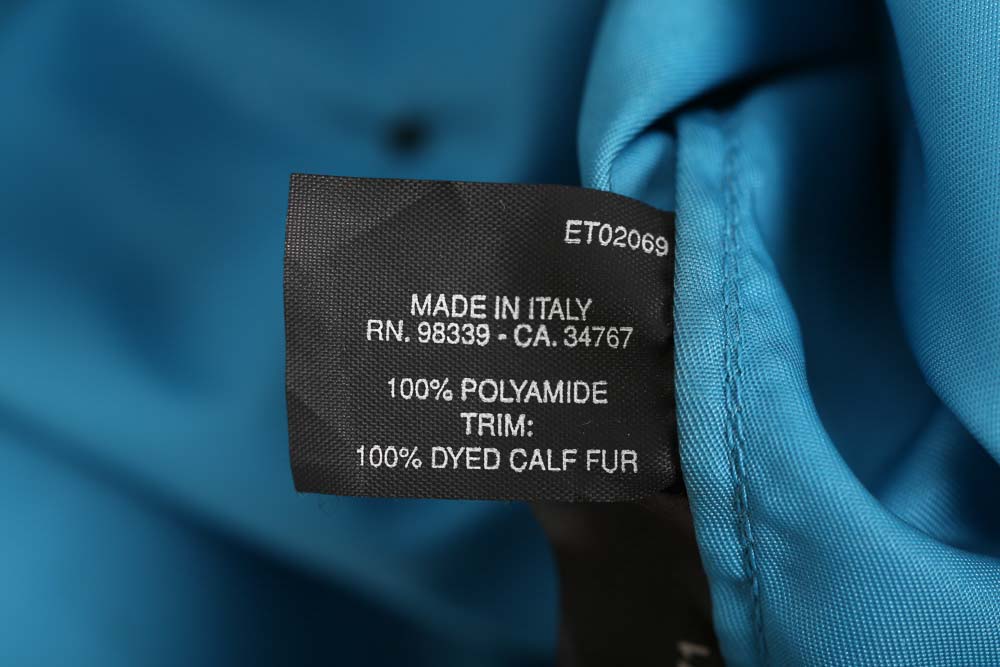 ET02069
MADE IN ITALY
RN. 98339 - CA. 34767
100% POLYAMIDE
TRIM:
100% DYED CALF FUR